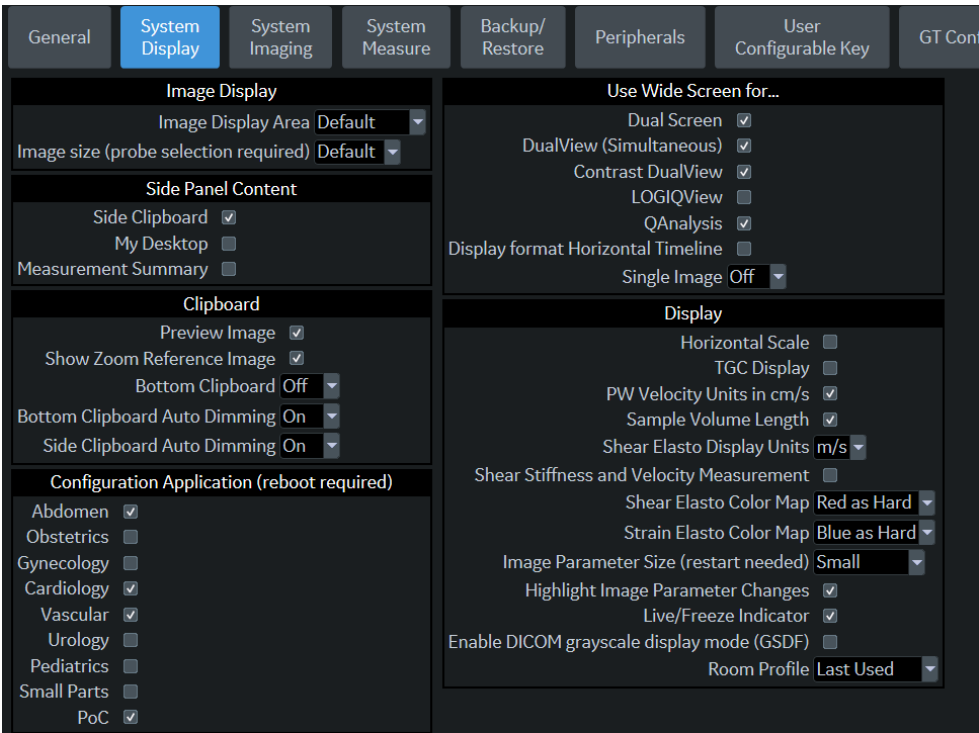 General
System
Display
System
Imaging
System
Measure
Backup/
Restore
Peripherals
User
Configurable Key
GT Conf
Image Display
Image Display Area Default
Image size (probe selection required) Default
Side Panel Content
Side Clipboard
My Desktop
Measurement Summary
Clipboard
Preview Image
Show Zoom Reference Image
Bottom Clipboard Off
Bottom Clipboard Auto Dimming On
Side Clipboard Auto Dimming On
Configuration Application (reboot required)
Abdomen
Obstetrics
Gynecology
Cardiology
Vascular
Urology
Pediatrics
Small Parts
PoC
Use Wide Screen for...
Dual Screen
DualView (Simultaneous)
Contrast DualView
LOGIQView
QAnalysis
Display format Horizontal Timeline
Single Image Off
Display
Horizontal Scale
TGC Display
PW Velocity Units in cm/s
Sample Volume Length
Shear Elasto Display Units m/s
Shear Stiffness and Velocity Measurement
Shear Elasto Color Map Red as Hard
Strain Elasto Color Map Blue as Hard
Image Parameter Size (restart needed) Small
Highlight Image Parameter Changes
Live/Freeze Indicator
Enable DICOM grayscale display mode (GSDF)
Room Profile Last Used